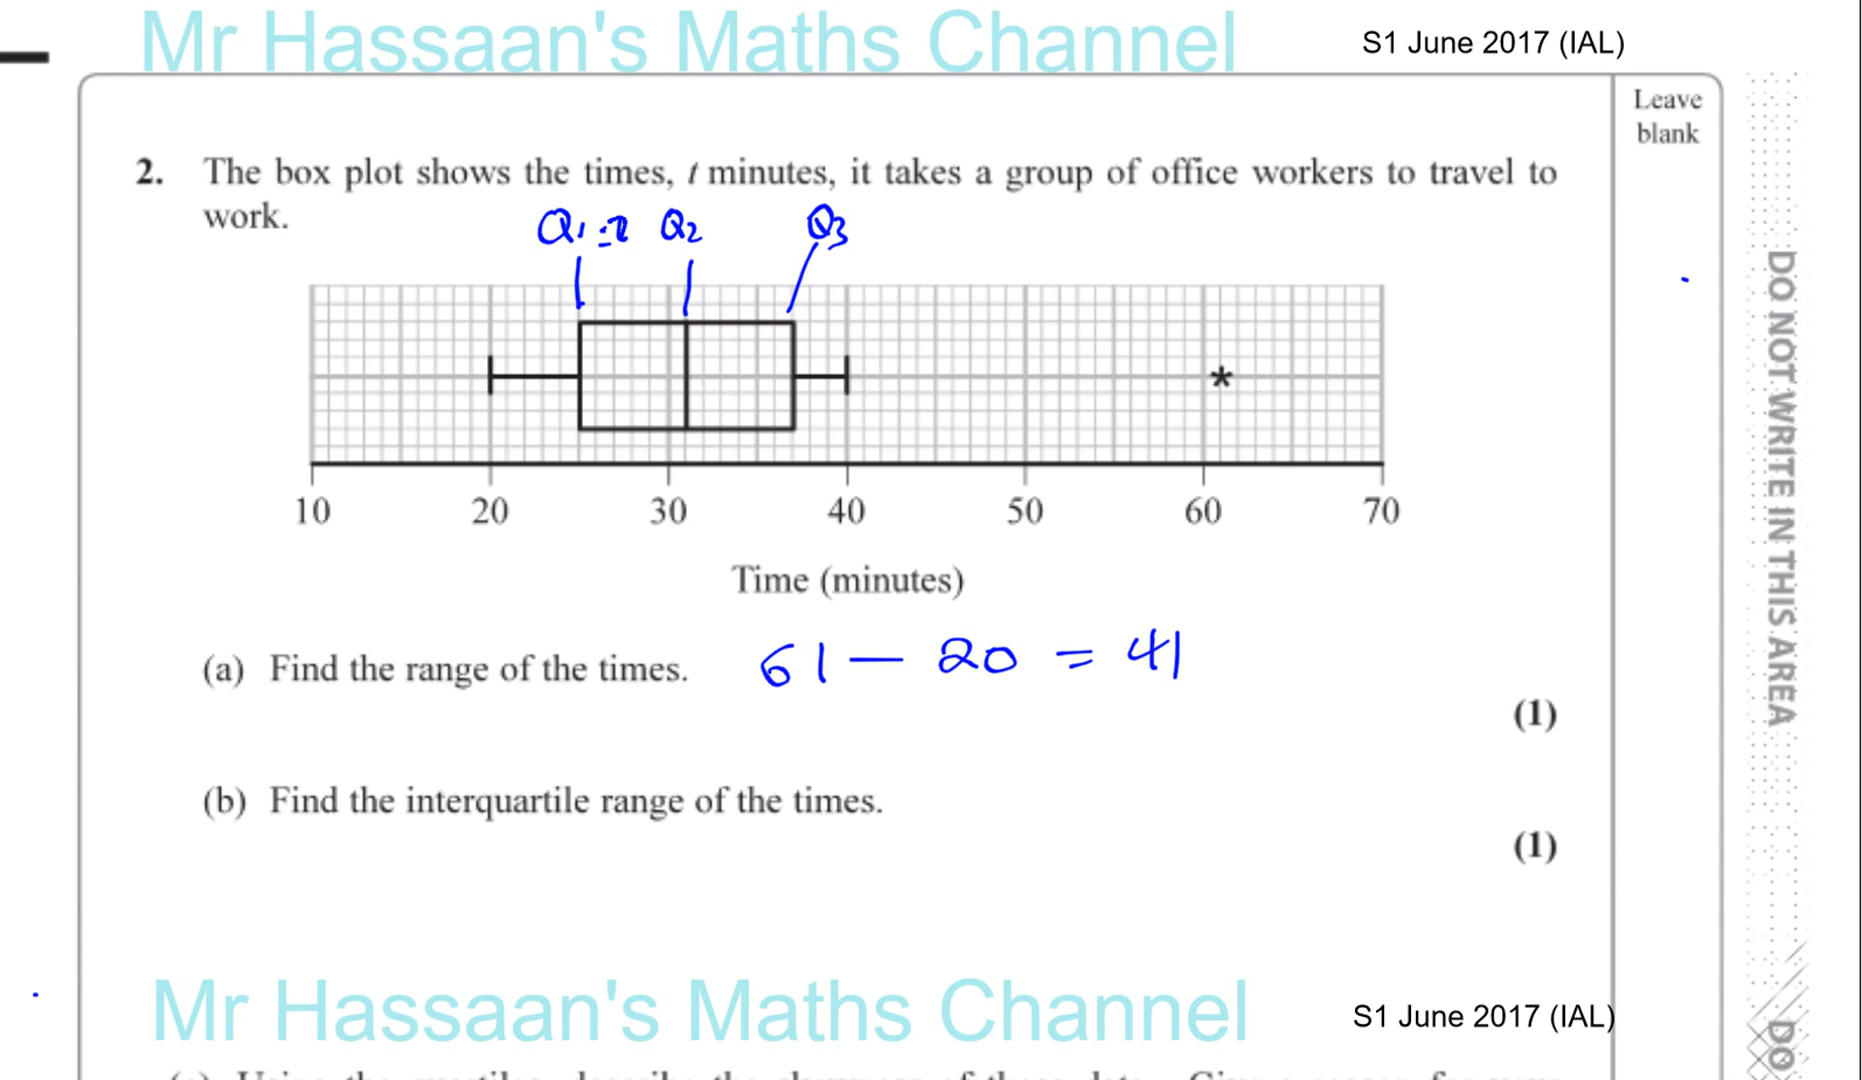 Mr Hassaan's Maths Channel
S1 June 2017 (IAL)
Leave
blank
2. The box plot shows the times, t minutes, it takes a group of office workers to travel to
work.
Q1 = 2 Q2 Q3
10 20 30 40 50 60 70
Time (minutes)
(a) Find the range of the times. 61 – 20 = 41
(1)
(b) Find the interquartile range of the times.
(1)
DO NOT WRITE IN THIS AREA
Mr Hassaan's Maths Channel
S1 June 2017 (IAL)
DO